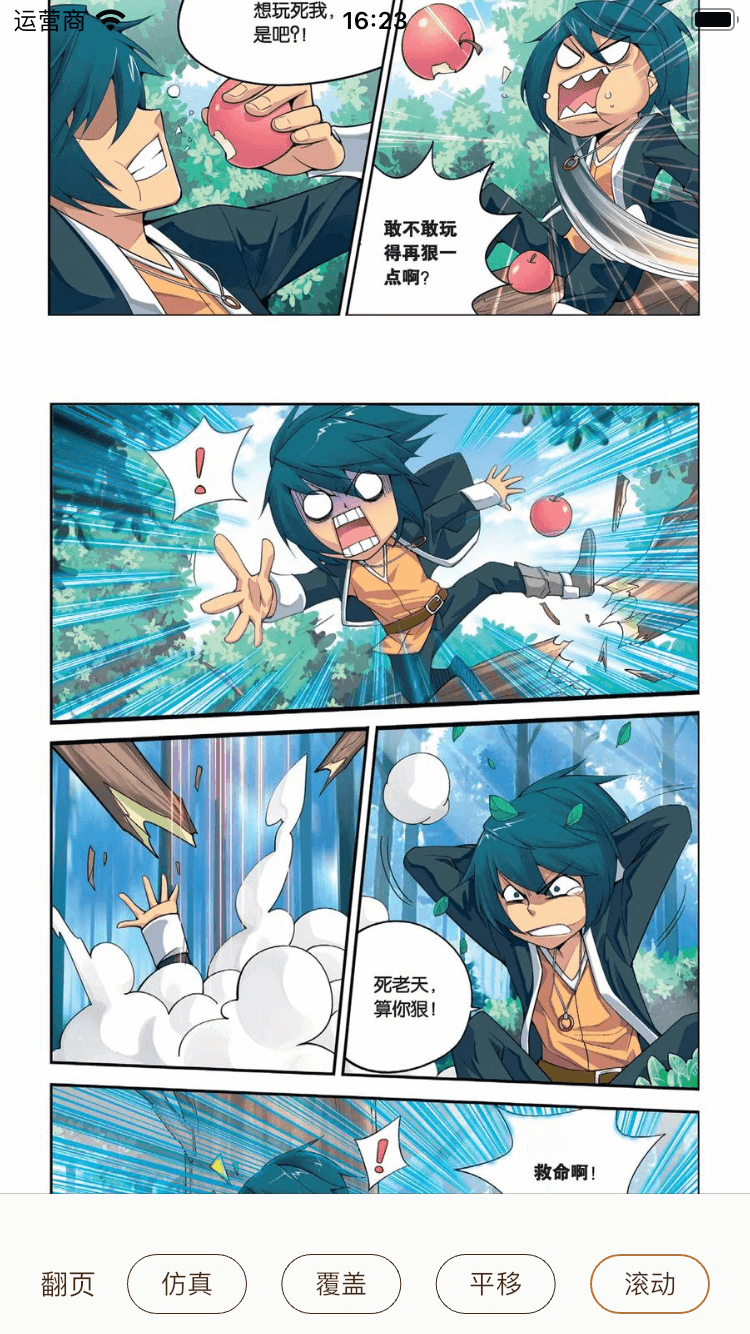 运营商
16:23
想玩死我，
是吧?!
敢不敢玩
得再狠一
点啊？
!
死老天，
算你狠！
!
救命啊！
翻页
仿真
覆盖
平移
滚动